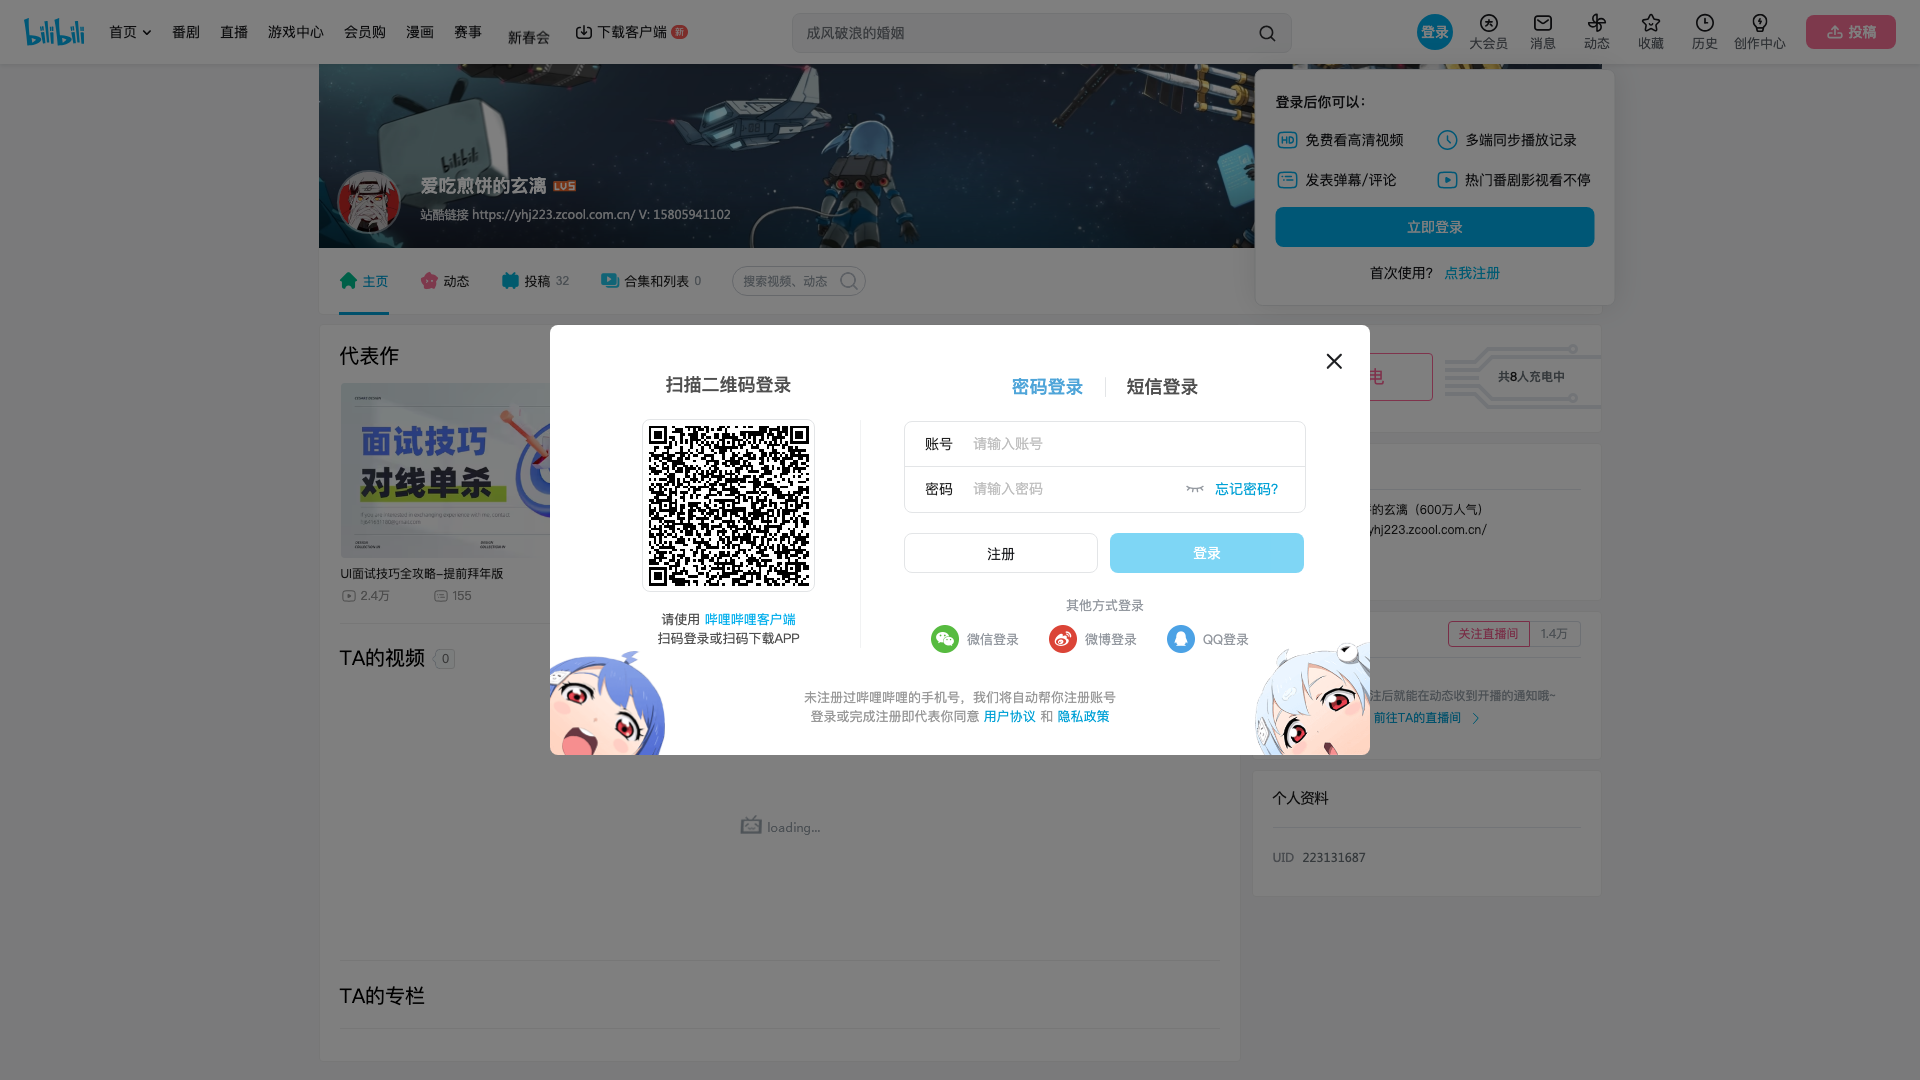 bilibili
首页
番剧
直播
游戏中心
会员购
漫画
赛事
新春会
下载客户端
新
成风破浪的婚姻
登录
大会员
消息
动态
收藏
历史
创作中心
投稿
bilibili
爱吃煎饼的玄漓 LV5
站酷链接 https://yhj223.zcool.com.cn/ V: 15805941102
登录后你可以：
免费看高清视频
多端同步播放记录
发表弹幕/评论
热门番剧影视看不停
立即登录
首次使用？ 点我注册
主页
动态
投稿 32
合集和列表 0
搜索视频、动态
代表作
面试技巧
对线单杀
UI面试技巧全攻略-提前拜年版
2.4万
155
电
共8人充电中
扫描二维码登录
请使用 哔哩哔哩客户端
扫码登录或扫码下载APP
密码登录
短信登录
账号 请输入账号
密码 请输入密码
忘记密码?
注册
登录
其他方式登录
微信登录
微博登录
QQ登录
未注册过哔哩哔哩的手机号，我们将自动帮你注册账号
登录或完成注册即代表你同意 用户协议 和 隐私政策
的玄漓（600万人气）
yhj223.zcool.com.cn/
关注直播间 1.4万
注后就能在动态收到开播的通知哦~
前往TA的直播间
TA的视频 0
loading...
个人资料
UID 223131687
TA的专栏